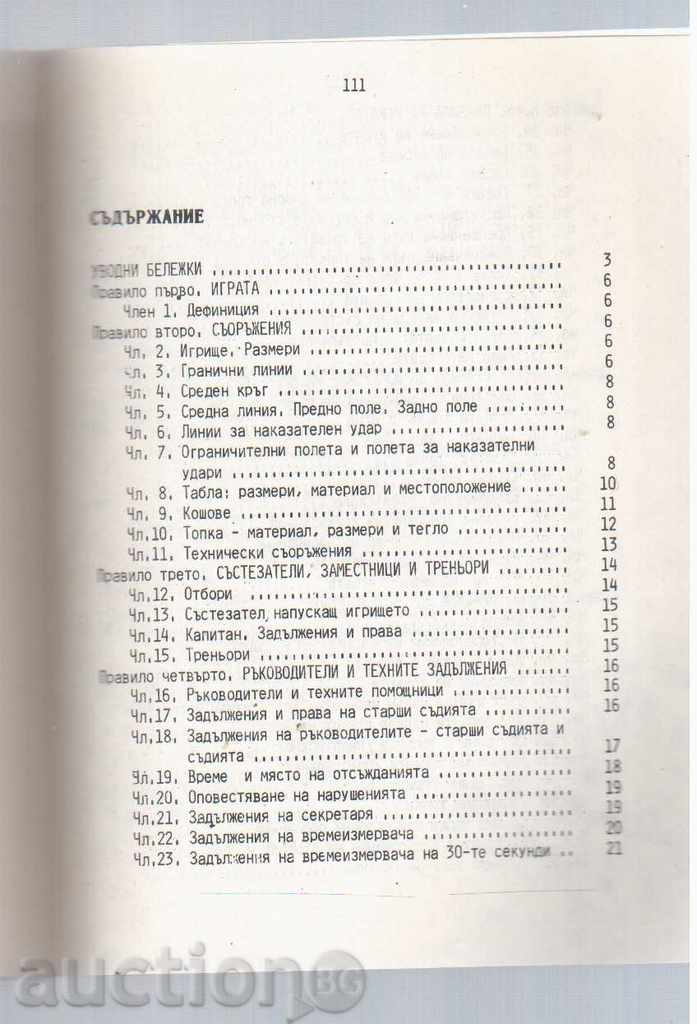 111
СЪДЪРЖАНИЕ
УВОДНИ БЕЛЕЖКИ 3
Правило първо. ИГРАТА 6
Член 1. Дефиниция 6
Правило второ. СЪОРЪЖЕНИЯ 6
Чл. 2. Игрище. Размери 6
Чл. 3. Гранични линии 6
Чл. 4. Среден кръг 8
Чл. 5. Средна линия. Предно поле. Задно поле 8
Чл. 6. Линии за наказателен удар 8
Чл. 7. Ограничителни полета и полета за наказателни
удари 8
Чл. 8. Табла: размери, материал и местоположение 10
Чл. 9. Кошове 11
Чл.10. Топка - материал, размери и тегло 12
Чл.11. Технически съоръжения 13
Правило трето. СЪСТЕЗАТЕЛИ, ЗАМЕСТНИЦИ И ТРЕНЬОРИ 14
Чл.12. Отбори 14
Чл.13. Състезател, напускащ игрището 15
Чл.14. Капитан. Задължения и права 15
Чл.15. Треньори 15
Правило четвърто. РЪКОВОДИТЕЛИ И ТЕХНИТЕ ЗАДЪЛЖЕНИЯ 16
Чл.16. Ръководители и техните помощници 16
Чл.17. Задължения и права на старши съдията 16
Чл.18. Задължения на ръководителите - старши съдията и
съдията 17
Чл.19. Време и място на отсъжданията 18
Чл.20. Оповестяване на нарушенията 19
Чл.21. Задължения на секретаря 19
Чл.22. Задължения на времеизмервача 20
Чл.23. Задължения на времеизмервача на 30-те секунди .. 21
auction BG